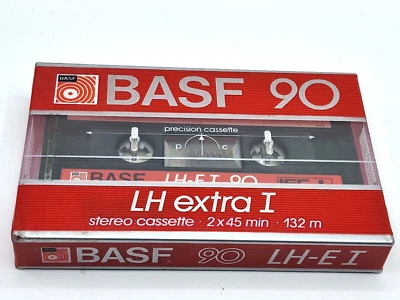 BASF
BASF 90
precision cassette
p c
BASF LH-E I 90 IEC I
LH extra I
stereo cassette · 2 x 45 min · 132 m
BASF 90 LH-E I